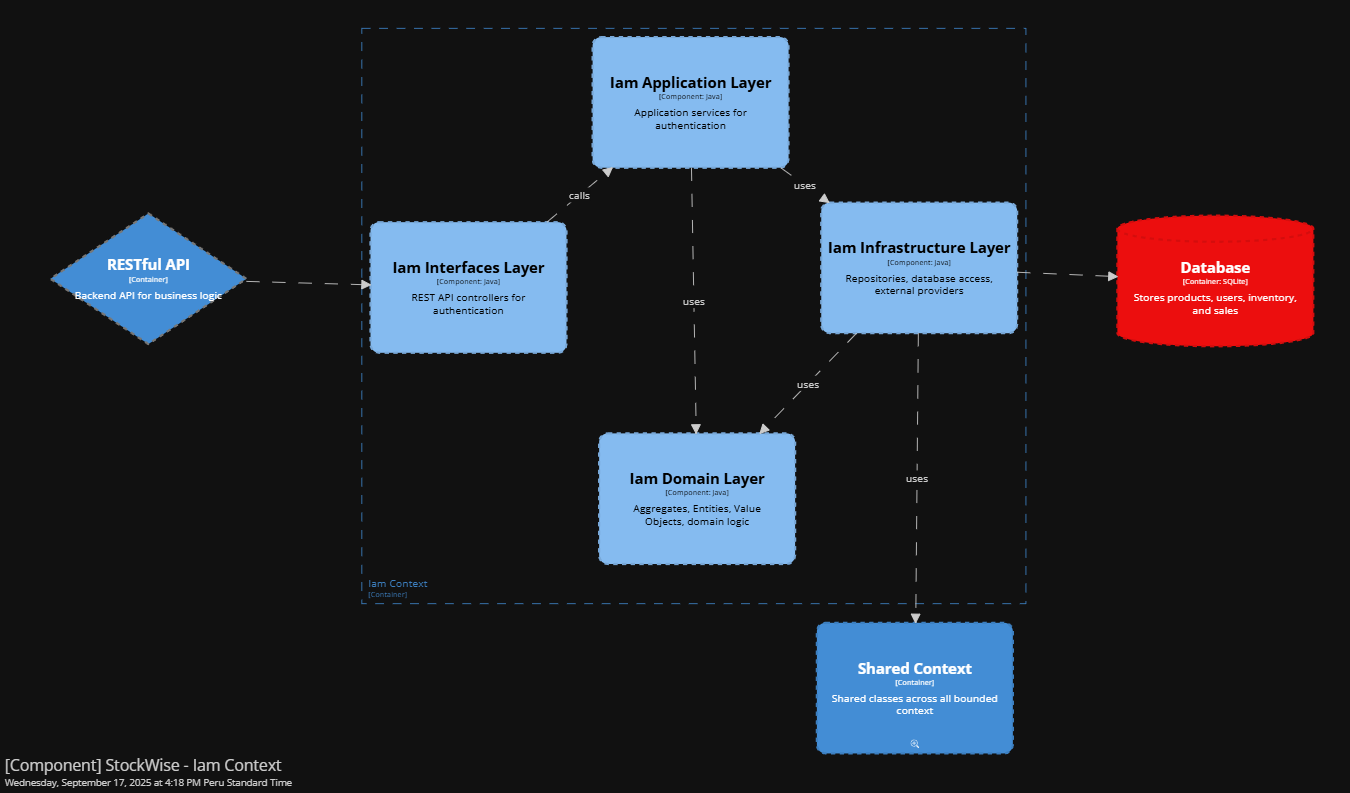 Iam Application Layer
[Component: Java]
Application services for
authentication
calls
uses
RESTful API
[Container]
Backend API for business logic
Iam Interfaces Layer
[Component: Java]
REST API controllers for
authentication
Iam Infrastructure Layer
[Component: Java]
Repositories, database access,
external providers
Database
[Container: SQLite]
Stores products, users, inventory,
and sales
uses
uses
uses
Iam Domain Layer
[Component: Java]
Aggregates, Entities, Value
Objects, domain logic
Iam Context
[Container]
Shared Context
[Container]
Shared classes across all bounded
context
[Component] StockWise - Iam Context
Wednesday, September 17, 2025 at 4:18 PM Peru Standard Time